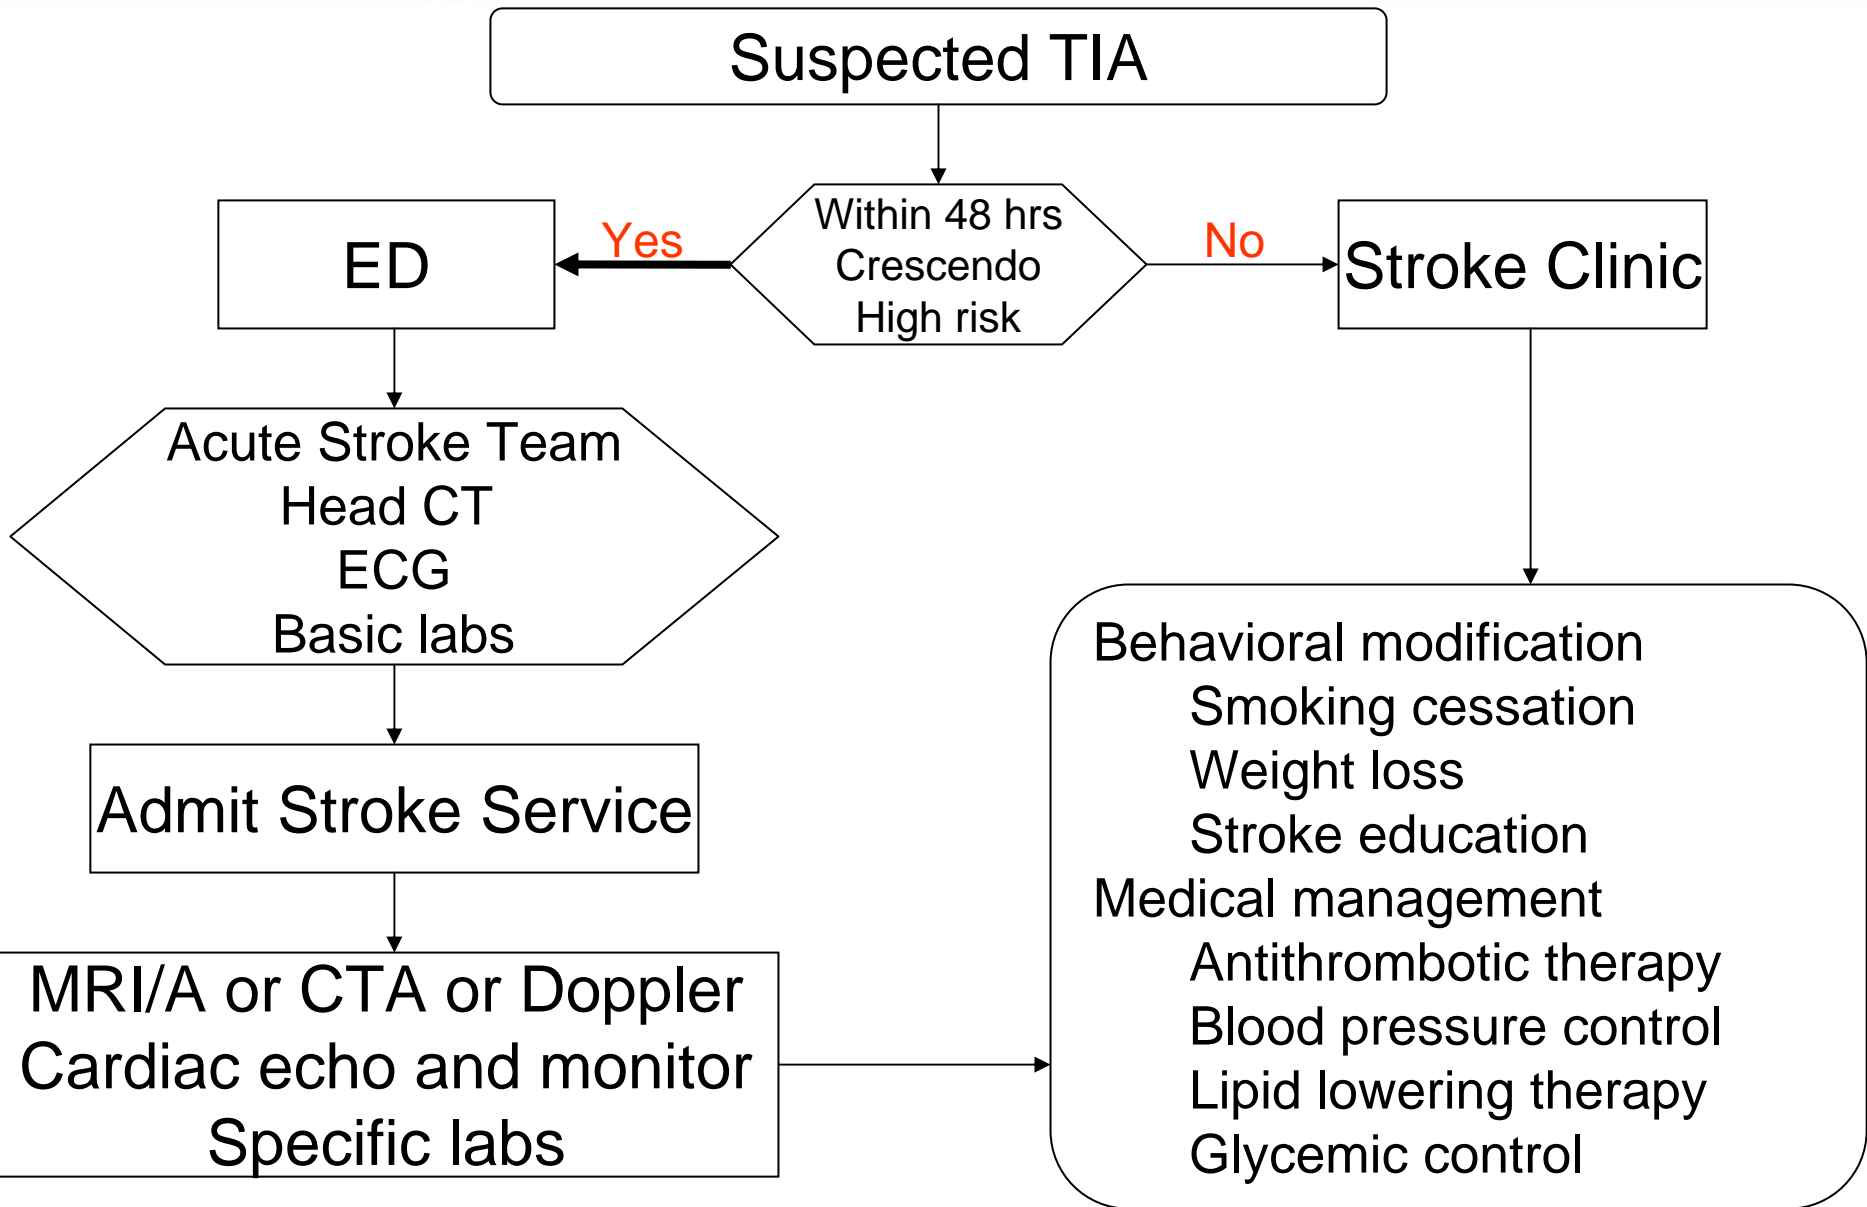 Suspected TIA
Within 48 hrs
Crescendo
High risk
Yes
No
ED
Stroke Clinic
Acute Stroke Team
Head CT
ECG
Basic labs
Admit Stroke Service
MRI/A or CTA or Doppler
Cardiac echo and monitor
Specific labs
Behavioral modification
Smoking cessation
Weight loss
Stroke education
Medical management
Antithrombotic therapy
Blood pressure control
Lipid lowering therapy
Glycemic control